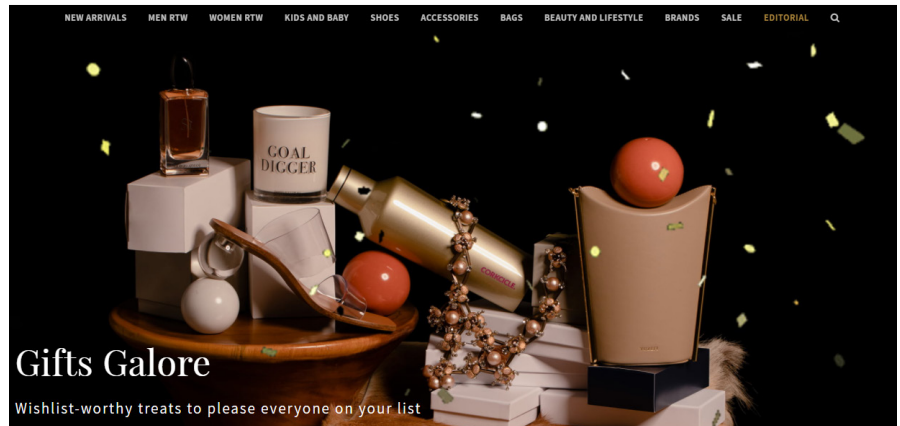 NEW ARRIVALS MEN RTW WOMEN RTW KIDS AND BABY SHOES ACCESSORIES BAGS BEAUTY AND LIFESTYLE BRANDS SALE EDITORIAL
GOAL
DIGGER
CORKCICLE.
Gifts Galore
Wishlist-worthy treats to please everyone on your list